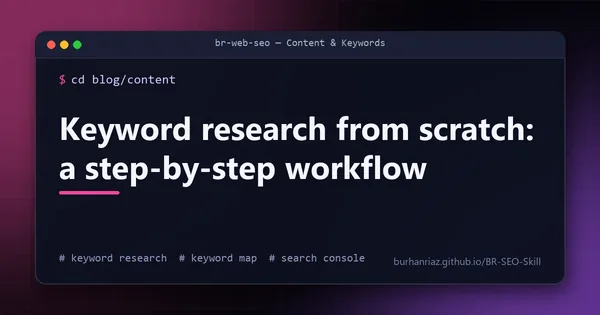 br-web-seo — Content & Keywords
$ cd blog/content
Keyword research from scratch:
a step-by-step workflow
# keyword research # keyword map # search console
burhanriaz.github.io/BR-SEO-Skill